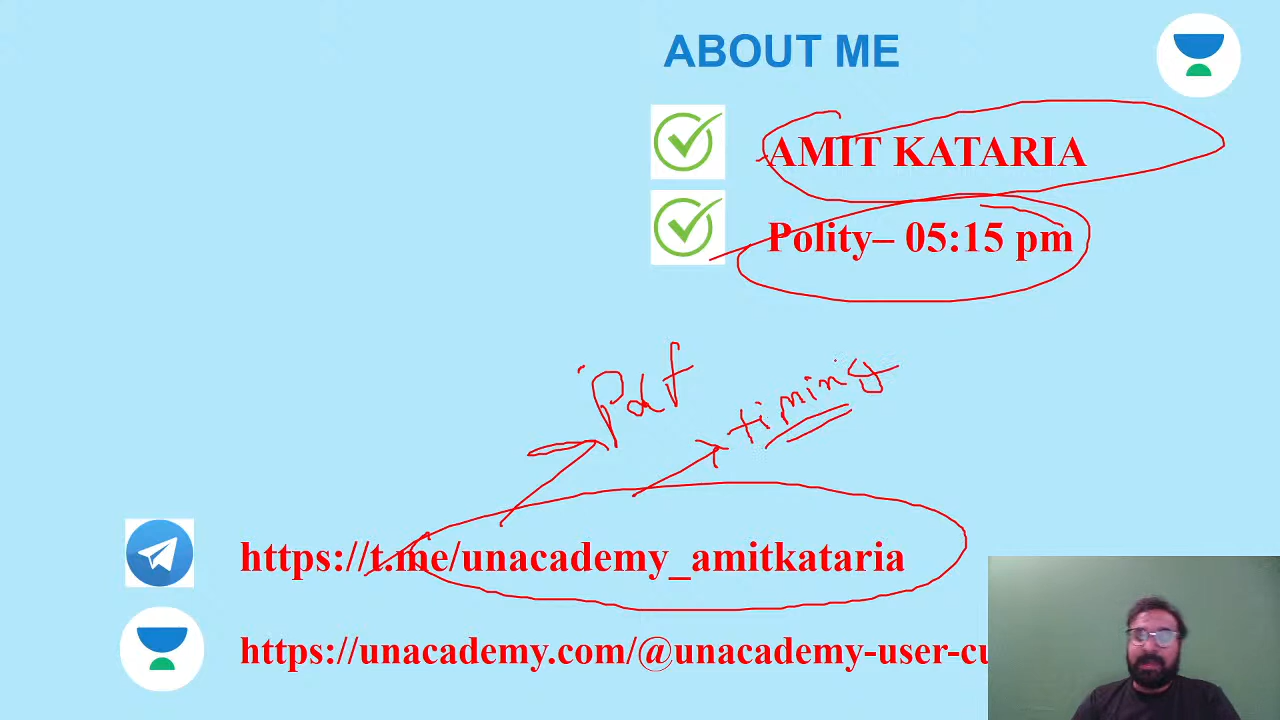 ABOUT ME
AMIT KATARIA
Polity– 05:15 pm
Pdf
timing
https://t.me/unacademy_amitkataria
https://unacademy.com/@unacademy-user-cu